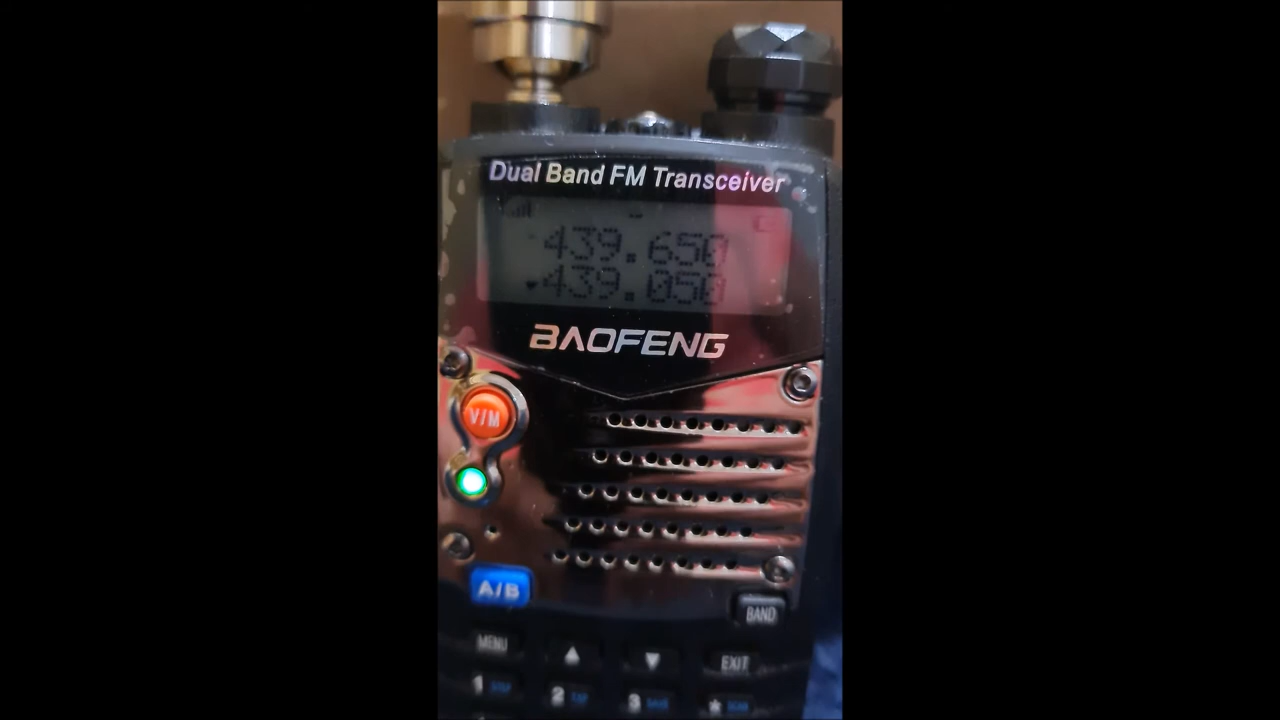 Dual Band FM Transceiver
439.650
439.050
BAOFENG
V/M
A/B
BAND
MENU ▲ ▼ EXIT
1 2 3 *